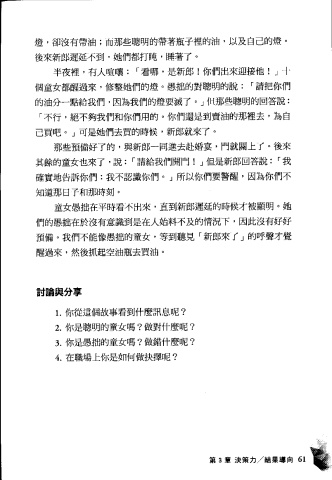 燈，卻沒有帶油；而那些聰明的帶著瓶子裡的油，以及自己的燈。
後來新郎遲延不到，她們都打盹，睡著了。
半夜裡，有人喧嚷：「看哪，是新郎！你們出來迎接他！」十
個童女都醒過來，修整她們的燈。愚拙的對聰明的說：「請把你們
的油分一點給我們，因為我們的燈要滅了。」但那些聰明的回答說：
「不行，絕不夠我們和你們用的，你們還是到賣油的那裡去，為自
己買吧。」可是她們去買的時候，新郎就來了。
那些預備好了的，與新郎一同進去赴婚宴，門就關上了。後來
其餘的童女也來了，說：「請給我們開門！」但是新郎回答說：「我
確實地告訴你們：我不認識你們。」所以你們要警醒，因為你們不
知道那日子和那時刻。
童女愚拙在平時看不出來，直到新郎遲延的時候才被顯明。她
們的愚拙在於沒有意識到是在人始料不及的情況下，因此沒有好好
預備。我們不能像愚拙的童女，等到聽見「新郎來了」的呼聲才覺
醒過來，然後抓起空油瓶去買油。
討論與分享
1. 你從這個故事看到什麼訊息呢？
2. 你是聰明的童女嗎？做對什麼呢？
3. 你是愚拙的童女嗎？做錯什麼呢？
4. 在職場上你是如何做抉擇呢？
第 3 章 決策力／結果導向 61